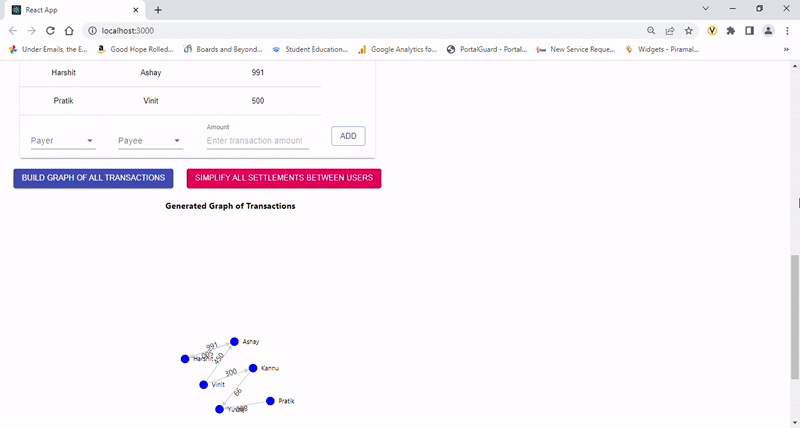 React App
localhost:3000
Under Emails, the E...
Good Hope Rolled...
Boards and Beyond...
Student Education...
Google Analytics fo...
PortalGuard - Portal...
New Service Reque...
Widgets - Piramal...
»
Harshit Ashay 991
Pratik Vinit 500
Payer
Payee
Amount
Enter transaction amount
ADD
BUILD GRAPH OF ALL TRANSACTIONS
SIMPLIFY ALL SETTLEMENTS BETWEEN USERS
Generated Graph of Transactions
Ashay
991
Harshit
450
Kannu
300
Vinit
66
Pratik